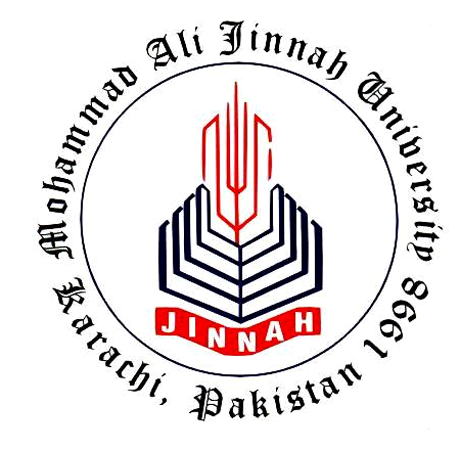 Mohammad Ali Jinnah University 1998
Karachi, Pakistan
JINNAH